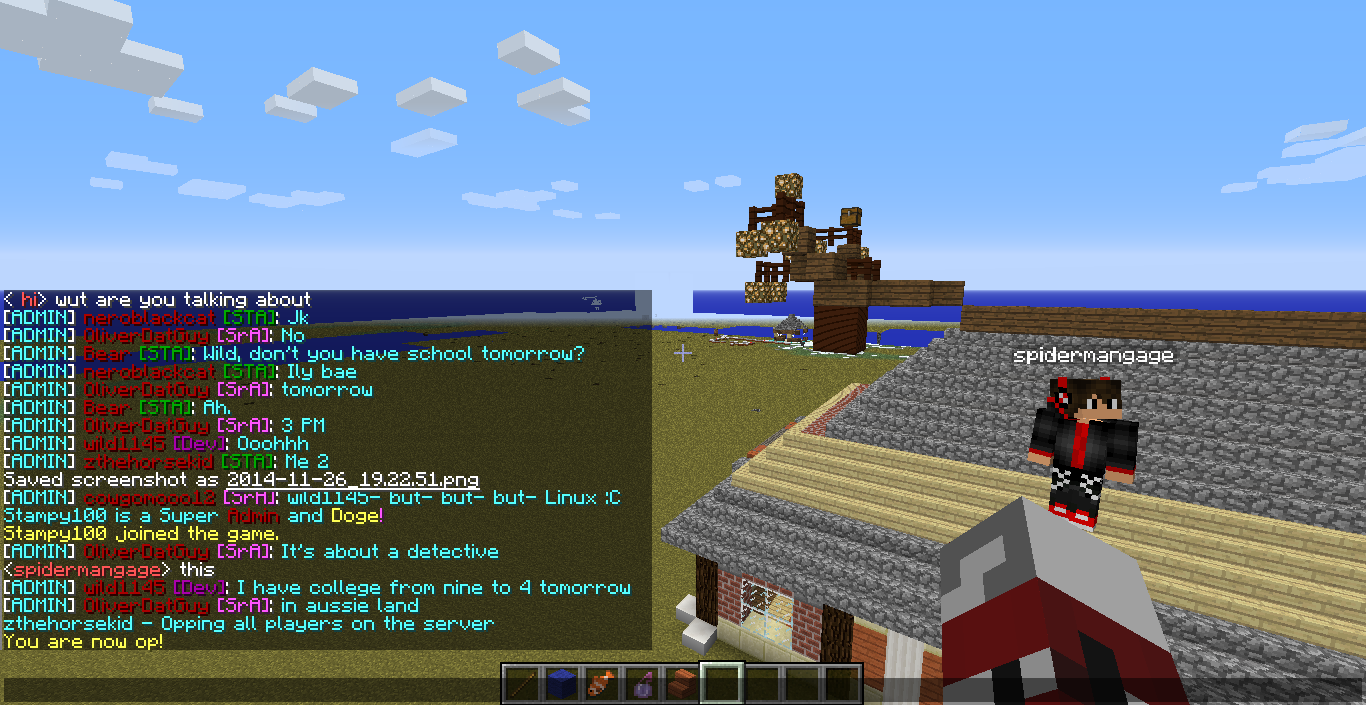 < hi> wut are you talking about
[ADMIN] neroblackcat [STA]: Jk
[ADMIN] OliverDatGuy [SrA]: No
[ADMIN] Bear [STA]: Wild, don't you have school tomorrow?
[ADMIN] neroblackcat [STA]: Ily bae
[ADMIN] OliverDatGuy [SrA]: tomorrow
[ADMIN] Bear [STA]: Ah.
[ADMIN] OliverDatGuy [SrA]: 3 PM
[ADMIN] wild1145 [Dev]: Ooohhh
[ADMIN] zthehorsekid [STA]: Me 2
Saved screenshot as 2014-11-26_19.22.51.png
[ADMIN] cowgomooo12 [SrA]: wild1145- but- but- but- Linux :C
Stampy100 is a Super Admin and Doge!
Stampy100 joined the game.
[ADMIN] OliverDatGuy [SrA]: It's about a detective
<spidermangage> this
[ADMIN] wild1145 [Dev]: I have college from nine to 4 tomorrow
[ADMIN] OliverDatGuy [SrA]: in aussie land
zthehorsekid - Opping all players on the server
You are now op!
spidermangage